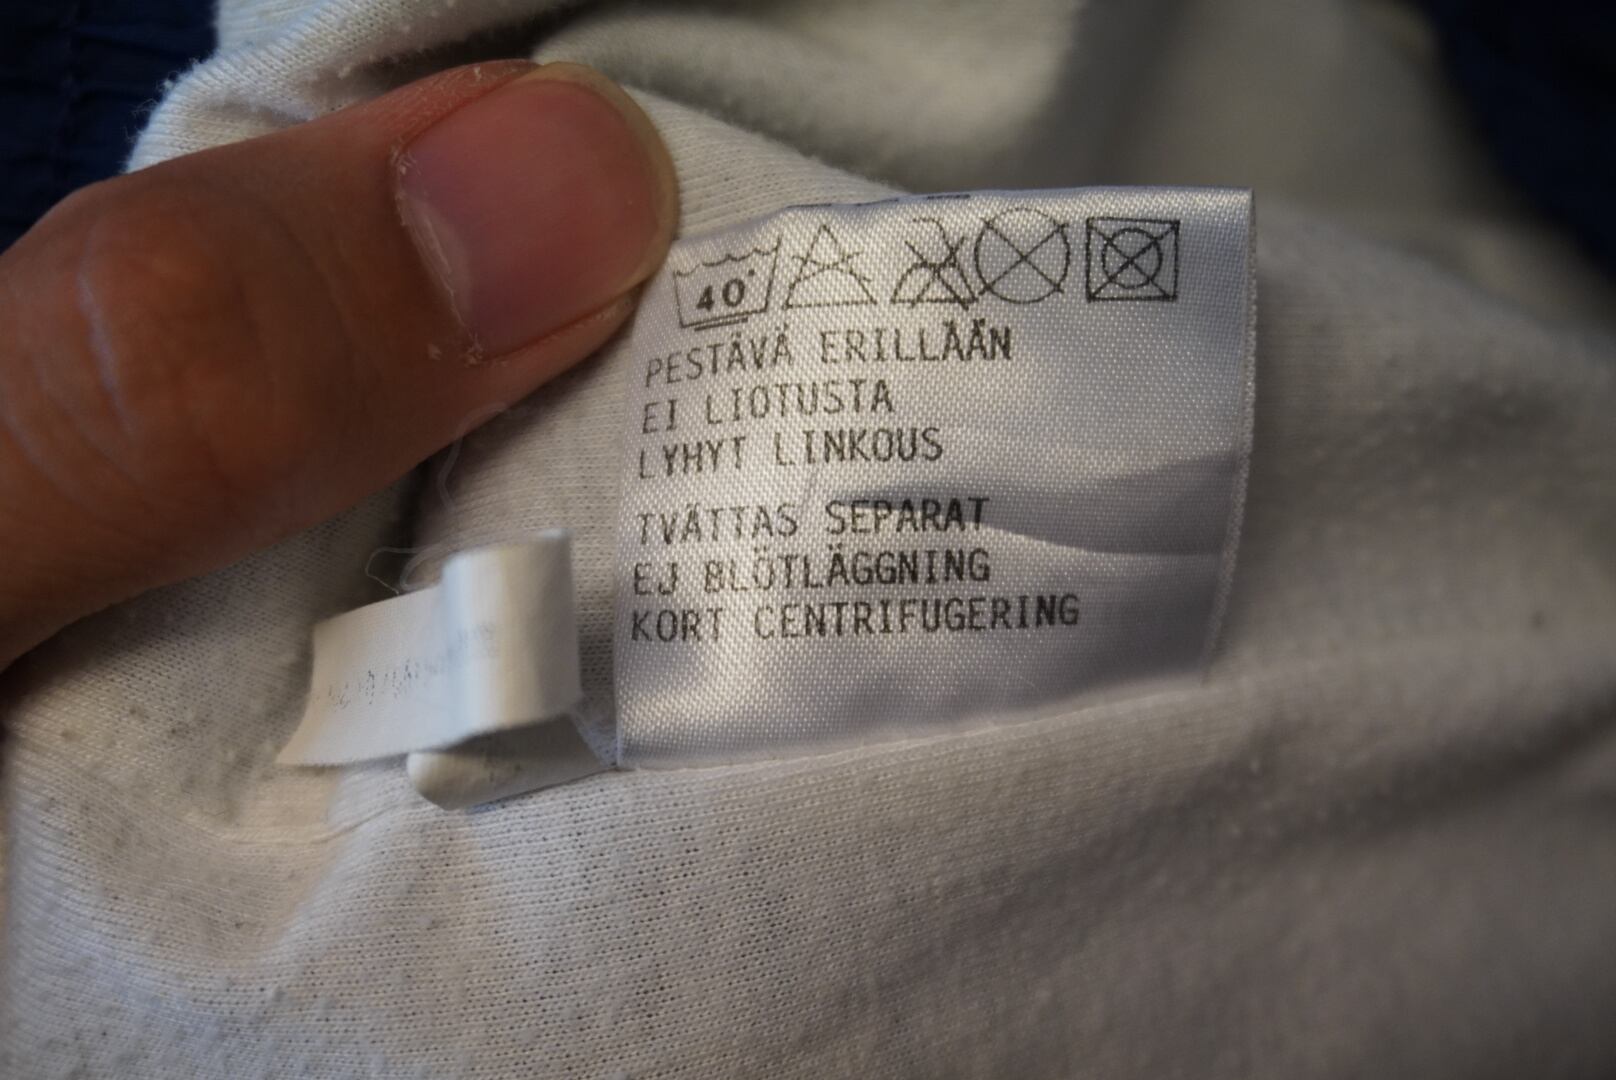 40°
PESTÄVÄ ERILLÄÄN
EI LIOTUSTA
LYHYT LINKOUS
TVÄTTAS SEPARAT
EJ BLÖTLÄGGNING
KORT CENTRIFUGERING